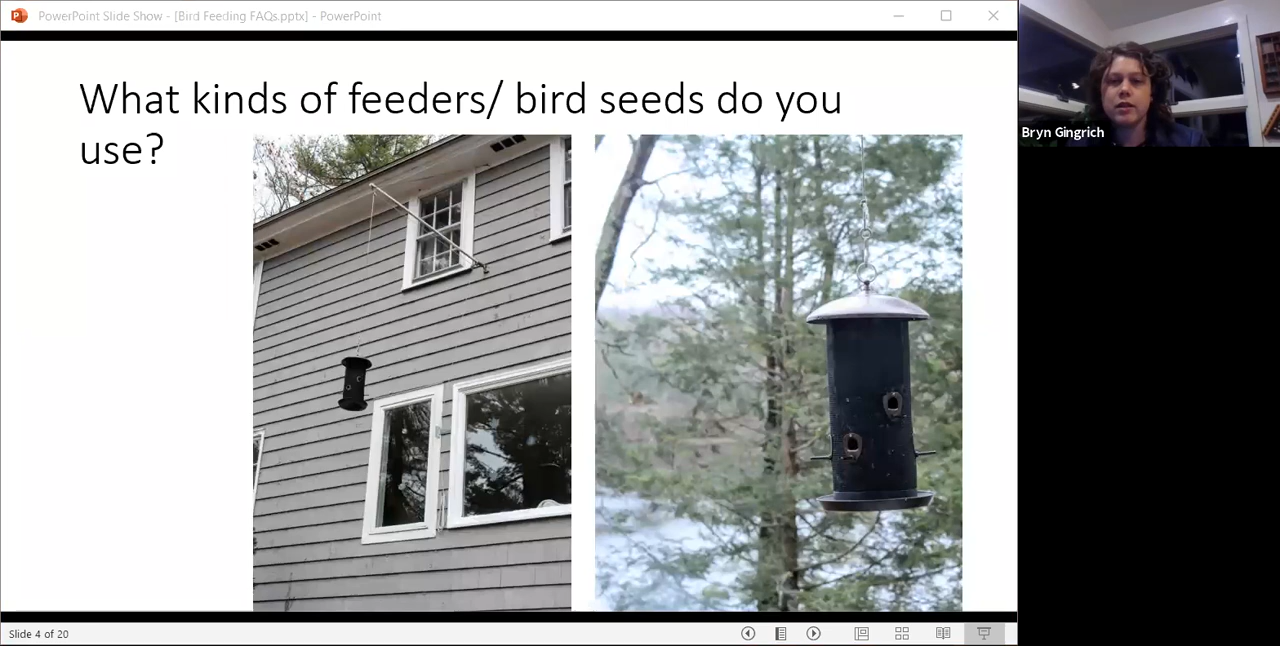 PowerPoint Slide Show - [Bird Feeding FAQs.pptx] - PowerPoint
What kinds of feeders/ bird seeds do you
use?
Bryn Gingrich
Slide 4 of 20